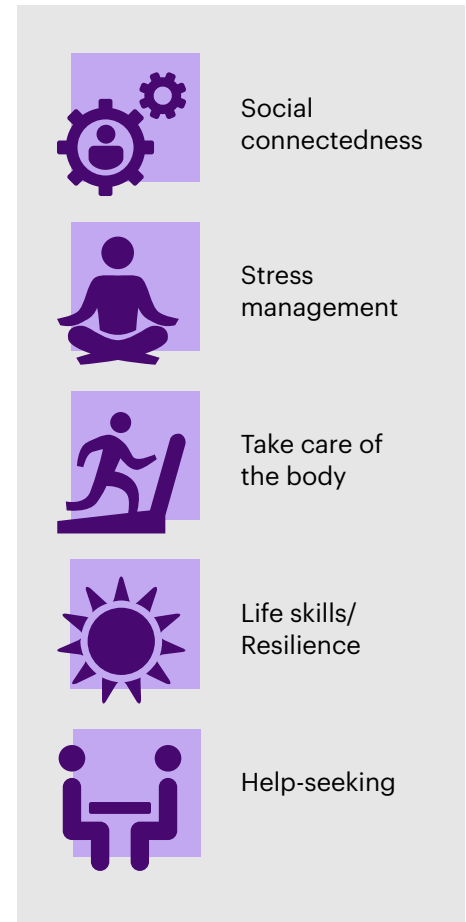 Social
connectedness
Stress
management
Take care of
the body
Life skills/
Resilience
Help-seeking